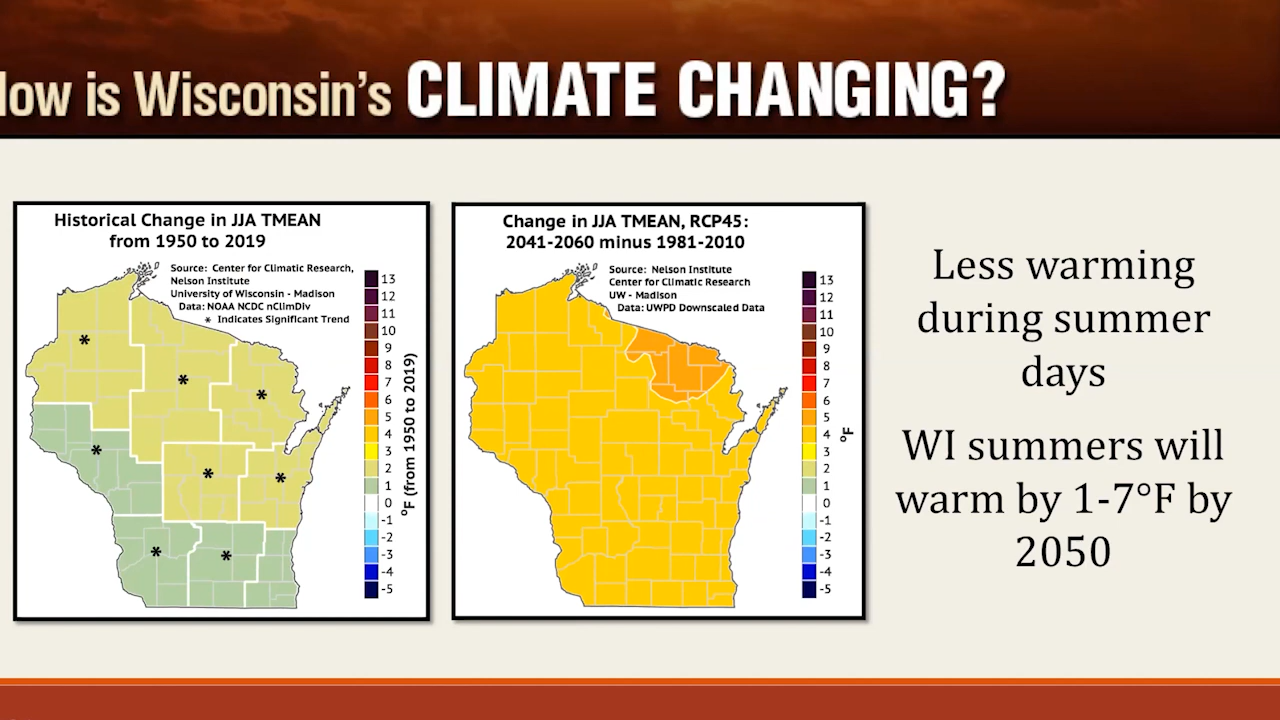 How is Wisconsin's CLIMATE CHANGING?
Historical Change in JJA TMEAN
from 1950 to 2019
Source: Center for Climatic Research,
Nelson Institute
University of Wisconsin - Madison
Data: NOAA NCDC nClimDiv
* Indicates Significant Trend
13
12
11
10
9
8
7
6
5
4
3
2
1
0
-1
-2
-3
-4
-5
°F (from 1950 to 2019)
Change in JJA TMEAN, RCP45:
2041-2060 minus 1981-2010
Source: Nelson Institute
Center for Climatic Research
UW - Madison
Data: UWPD Downscaled Data
13
12
11
10
9
8
7
6
5
4
3
2
1
0
-1
-2
-3
-4
-5
°F
Less warming
during summer
days
WI summers will
warm by 1-7°F by
2050